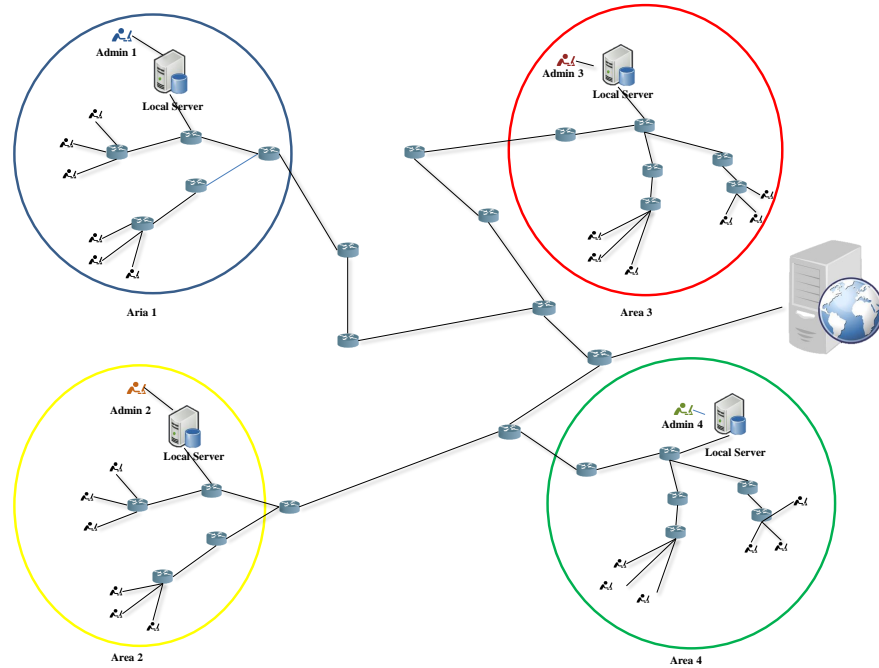 Admin 1
Local Server
Aria 1
Admin 3
Local Server
Area 3
Admin 2
Local Server
Area 2
Admin 4
Local Server
Area 4